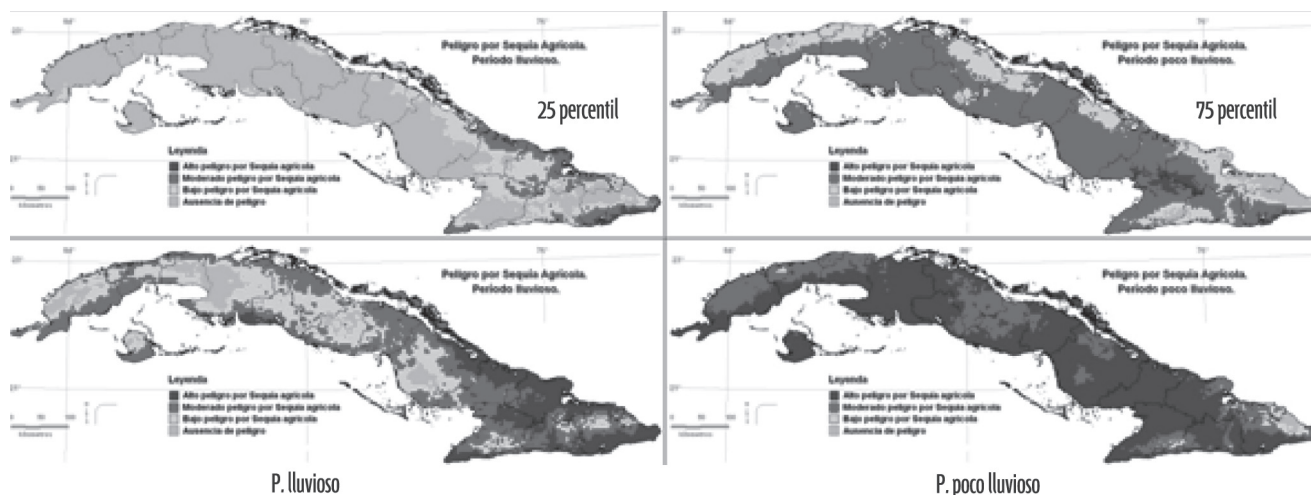 Peligro por Sequía Agrícola.
Periodo lluvioso.
25 percentil
Leyenda
Alto peligro por Sequía agrícola
Moderado peligro por Sequía agrícola
Bajo peligro por Sequía agrícola
Ausencia de peligro
Peligro por Sequía Agrícola.
Periodo poco lluvioso.
75 percentil
Leyenda
Alto peligro por Sequía agrícola
Moderado peligro por Sequía agrícola
Bajo peligro por Sequía agrícola
Ausencia de peligro
Peligro por Sequía Agrícola.
Periodo lluvioso.
Leyenda
Alto peligro por Sequía agrícola
Moderado peligro por Sequía agrícola
Bajo peligro por Sequía agrícola
Ausencia de peligro
Peligro por Sequía Agrícola.
Periodo poco lluvioso.
Leyenda
Alto peligro por Sequía agrícola
Moderado peligro por Sequía agrícola
Bajo peligro por Sequía agrícola
Ausencia de peligro
P. lluvioso
P. poco lluvioso